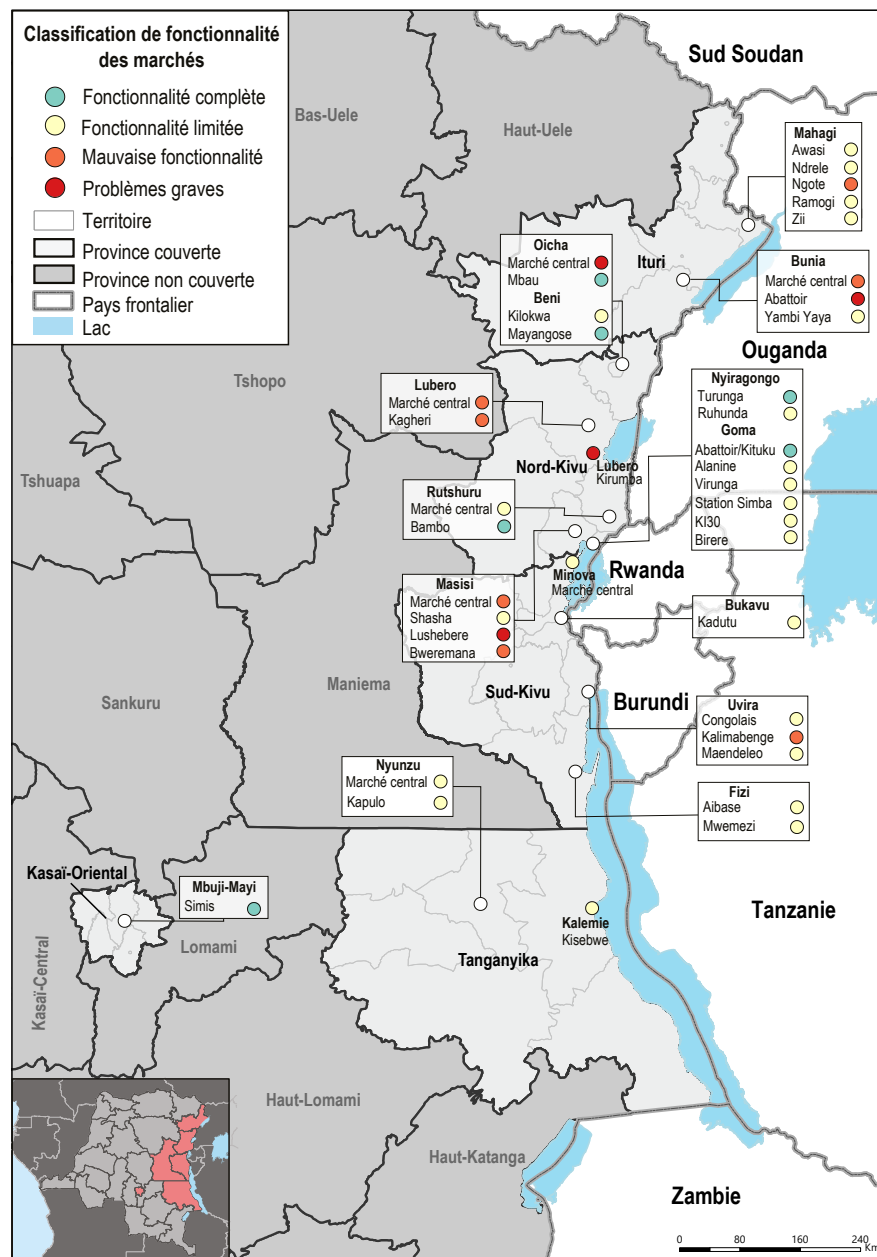 Classification de fonctionnalité
des marchés
Fonctionnalité complète
Fonctionnalité limitée
Mauvaise fonctionnalité
Problèmes graves
Territoire
Province couverte
Province non couverte
Pays frontalier
Lac
Sud Soudan
Bas-Uele
Haut-Uele
Mahagi
Awasi
Ndrele
Ngote
Ramogi
Zii
Oicha
Marché central
Mbau
Beni
Kilokwa
Mayangose
Ituri
Bunia
Marché central
Abattoir
Yambi Yaya
Ouganda
Tshopo
Lubero
Marché central
Kagheri
Nyiragongo
Turunga
Ruhunda
Goma
Abattoir/Kituku
Alanine
Virunga
Station Simba
KI30
Birere
Tshuapa
Nord-Kivu
Lubero
Kirumba
Rutshuru
Marché central
Bambo
Minova
Marché central
Rwanda
Masisi
Marché central
Shasha
Lushebere
Bweremana
Bukavu
Kadutu
Maniema
Sankuru
Sud-Kivu
Burundi
Uvira
Congolais
Kalimabenge
Maendeleo
Nyunzu
Marché central
Kapulo
Fizi
Aibase
Mwemezi
Kasaï-Oriental
Mbuji-Mayi
Simis
Lomami
Kasaï-Central
Kalemie
Kisebwe
Tanzanie
Tanganyika
Haut-Lomami
Haut-Katanga
Zambie
0 80 160 240
Km